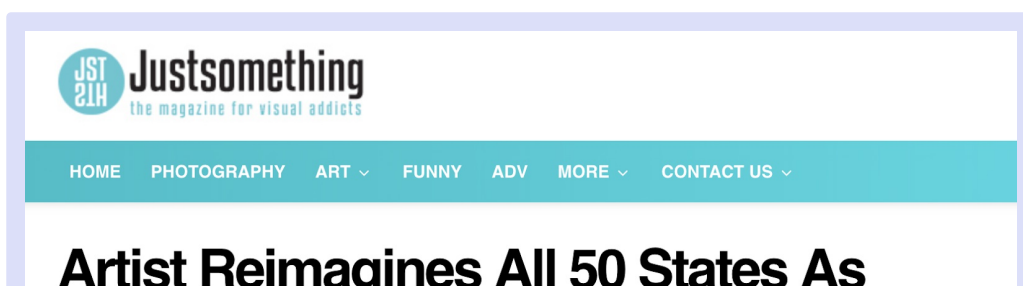 JST
STH
Justsomething
the magazine for visual addicts
HOME PHOTOGRAPHY ART FUNNY ADV MORE CONTACT US
Artist Reimagines All 50 States As